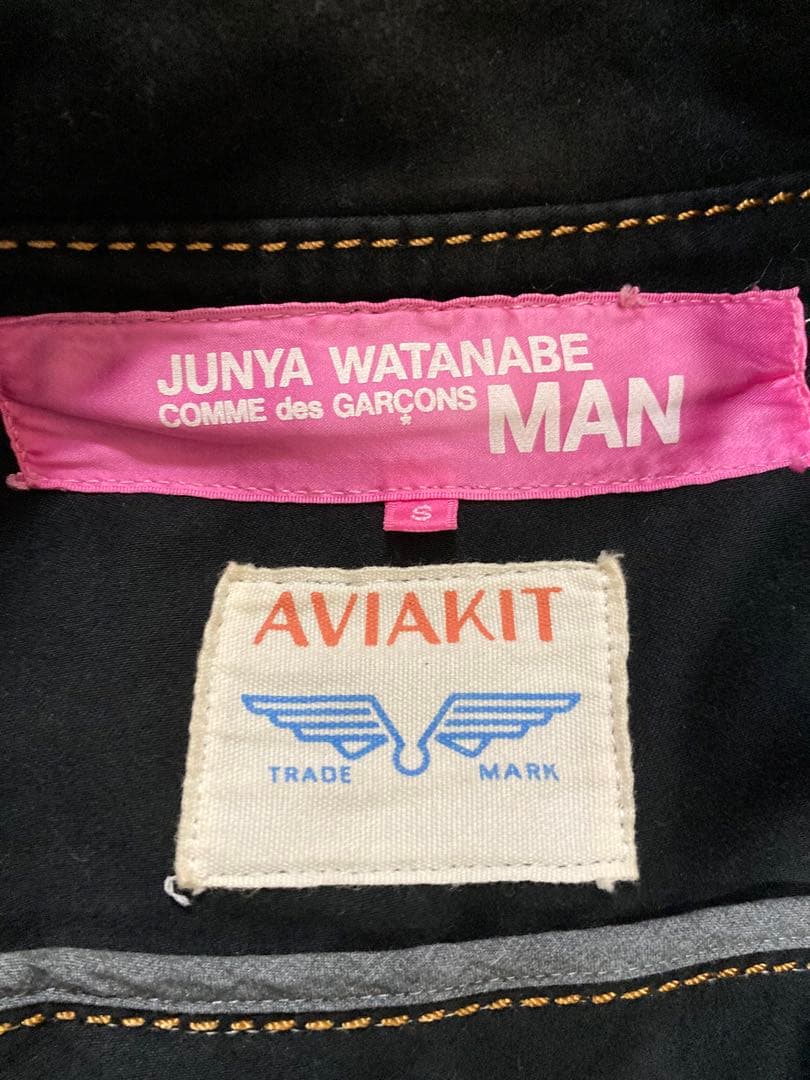 JUNYA WATANABE
COMME des GARÇONS MAN
S
AVIAKIT
TRADE MARK